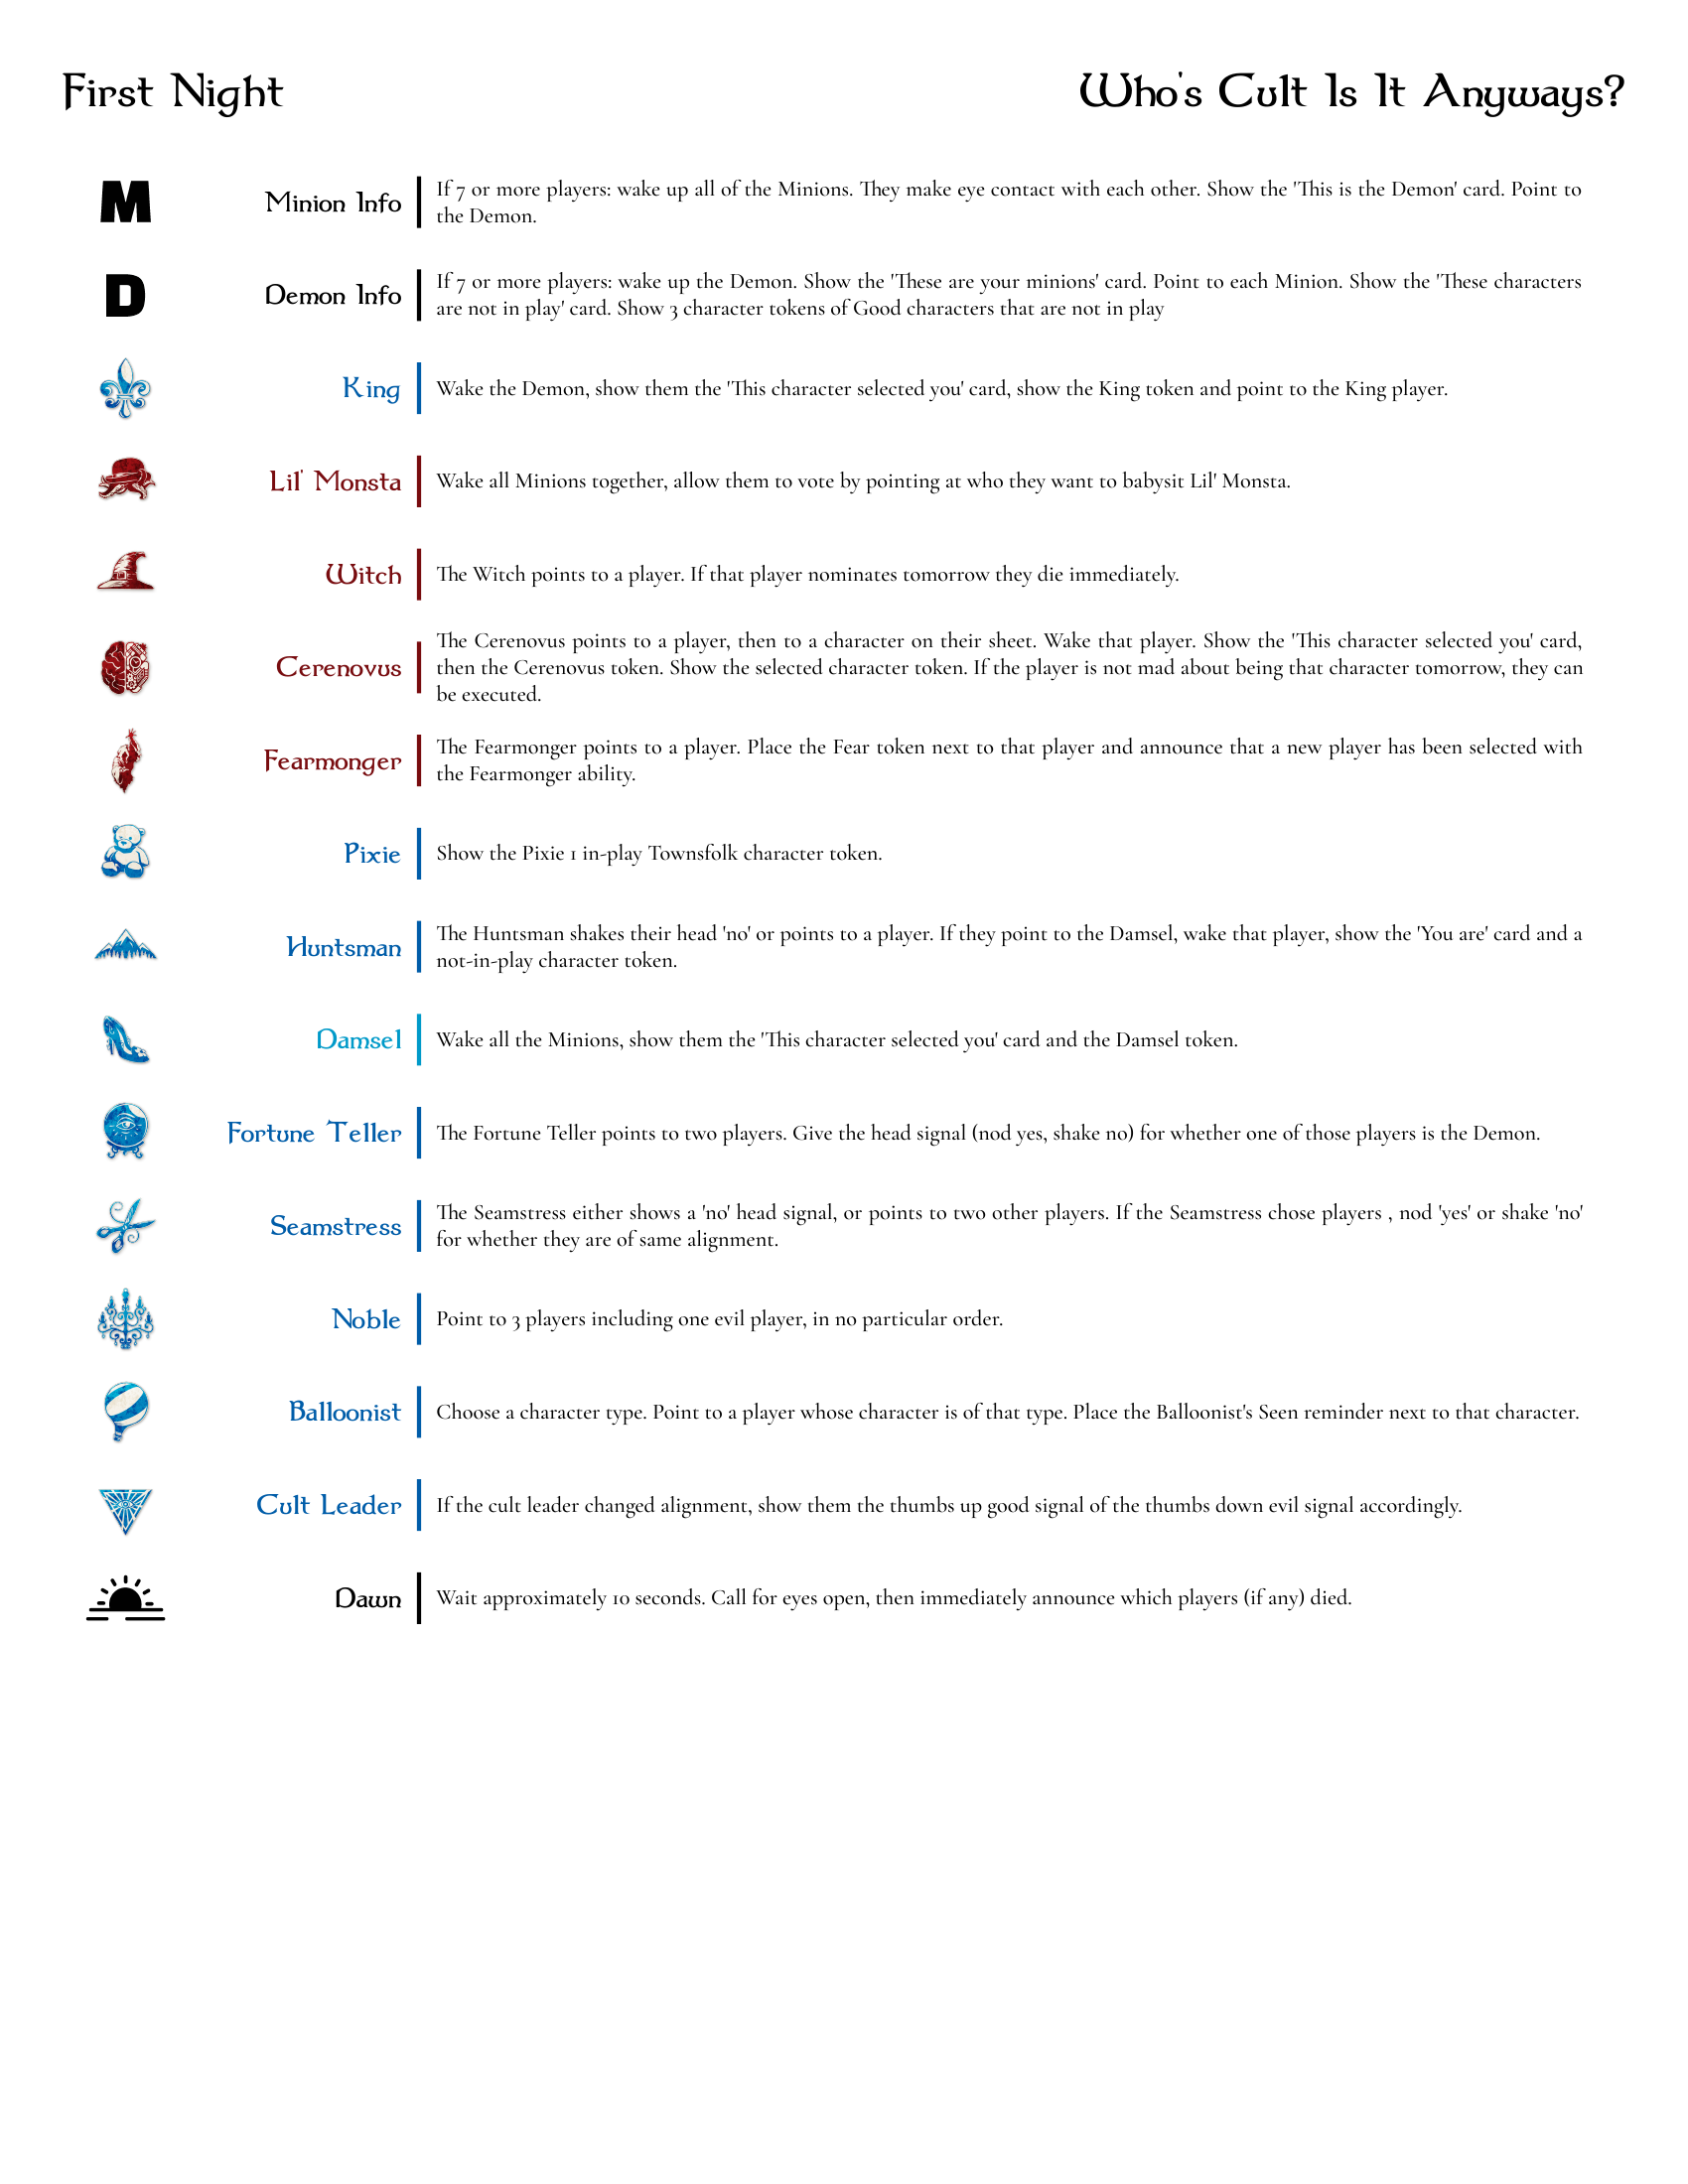 First Night
Who's Cult Is It Anyways?
M
Minion Info
If 7 or more players: wake up all of the Minions. They make eye contact with each other. Show the 'This is the Demon' card. Point to
the Demon.
D
Demon Info
If 7 or more players: wake up the Demon. Show the 'These are your minions' card. Point to each Minion. Show the 'These characters
are not in play' card. Show 3 character tokens of Good characters that are not in play
King
Wake the Demon, show them the 'This character selected you' card, show the King token and point to the King player.
Lil' Monsta
Wake all Minions together, allow them to vote by pointing at who they want to babysit Lil' Monsta.
Witch
The Witch points to a player. If that player nominates tomorrow they die immediately.
Cerenovus
The Cerenovus points to a player, then to a character on their sheet. Wake that player. Show the 'This character selected you' card,
then the Cerenovus token. Show the selected character token. If the player is not mad about being that character tomorrow, they can
be executed.
Fearmonger
The Fearmonger points to a player. Place the Fear token next to that player and announce that a new player has been selected with
the Fearmonger ability.
Pixie
Show the Pixie 1 in-play Townsfolk character token.
Huntsman
The Huntsman shakes their head 'no' or points to a player. If they point to the Damsel, wake that player, show the 'You are' card and a
not-in-play character token.
Damsel
Wake all the Minions, show them the 'This character selected you' card and the Damsel token.
Fortune Teller
The Fortune Teller points to two players. Give the head signal (nod yes, shake no) for whether one of those players is the Demon.
Seamstress
The Seamstress either shows a 'no' head signal, or points to two other players. If the Seamstress chose players , nod 'yes' or shake 'no'
for whether they are of same alignment.
Noble
Point to 3 players including one evil player, in no particular order.
Balloonist
Choose a character type. Point to a player whose character is of that type. Place the Balloonist's Seen reminder next to that character.
Cult Leader
If the cult leader changed alignment, show them the thumbs up good signal of the thumbs down evil signal accordingly.
Dawn
Wait approximately 10 seconds. Call for eyes open, then immediately announce which players (if any) died.